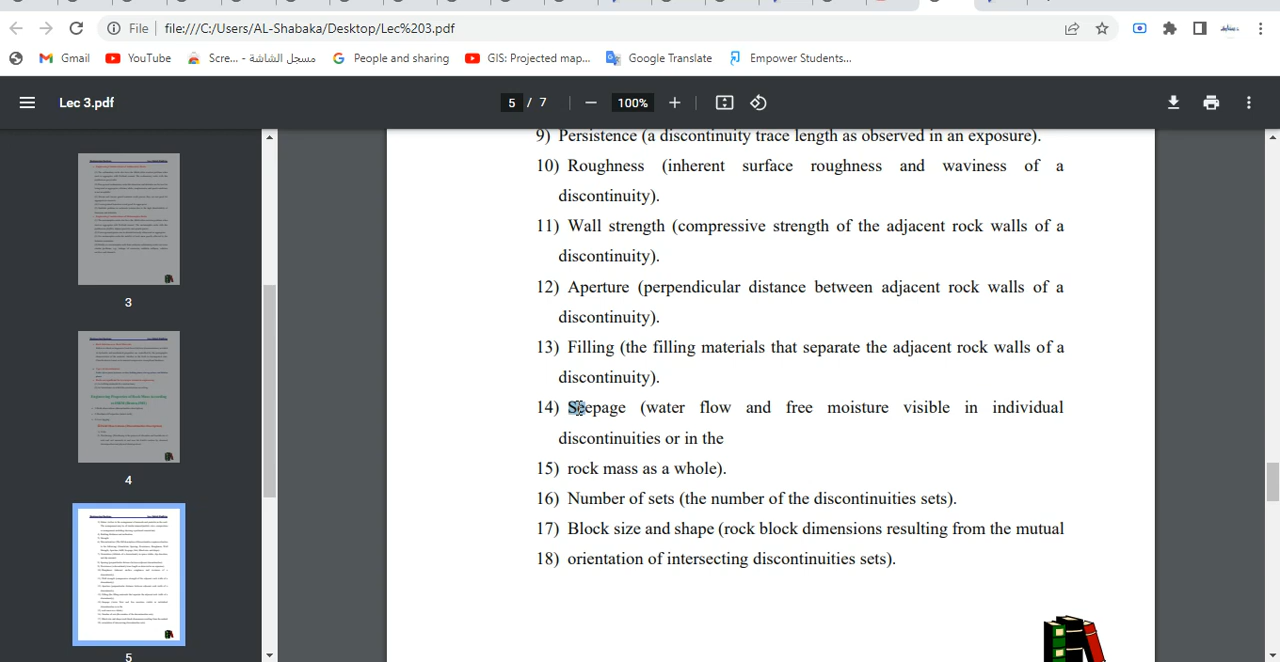 File | file:///C:/Users/AL-Shabaka/Desktop/Lec%203.pdf
Gmail YouTube Scre... - مسجل الشاشة People and sharing GIS: Projected map... Google Translate Empower Students...
Lec 3.pdf 5 / 7 100%
9) Persistence (a discontinuity trace length as observed in an exposure).
10) Roughness (inherent surface roughness and waviness of a
discontinuity).
11) Wall strength (compressive strength of the adjacent rock walls of a
discontinuity).
12) Aperture (perpendicular distance between adjacent rock walls of a
discontinuity).
13) Filling (the filling materials that separate the adjacent rock walls of a
discontinuity).
14) Seepage (water flow and free moisture visible in individual
discontinuities or in the
15) rock mass as a whole).
16) Number of sets (the number of the discontinuities sets).
17) Block size and shape (rock block dimensions resulting from the mutual
18) orientation of intersecting discontinuities sets).
3
4
5